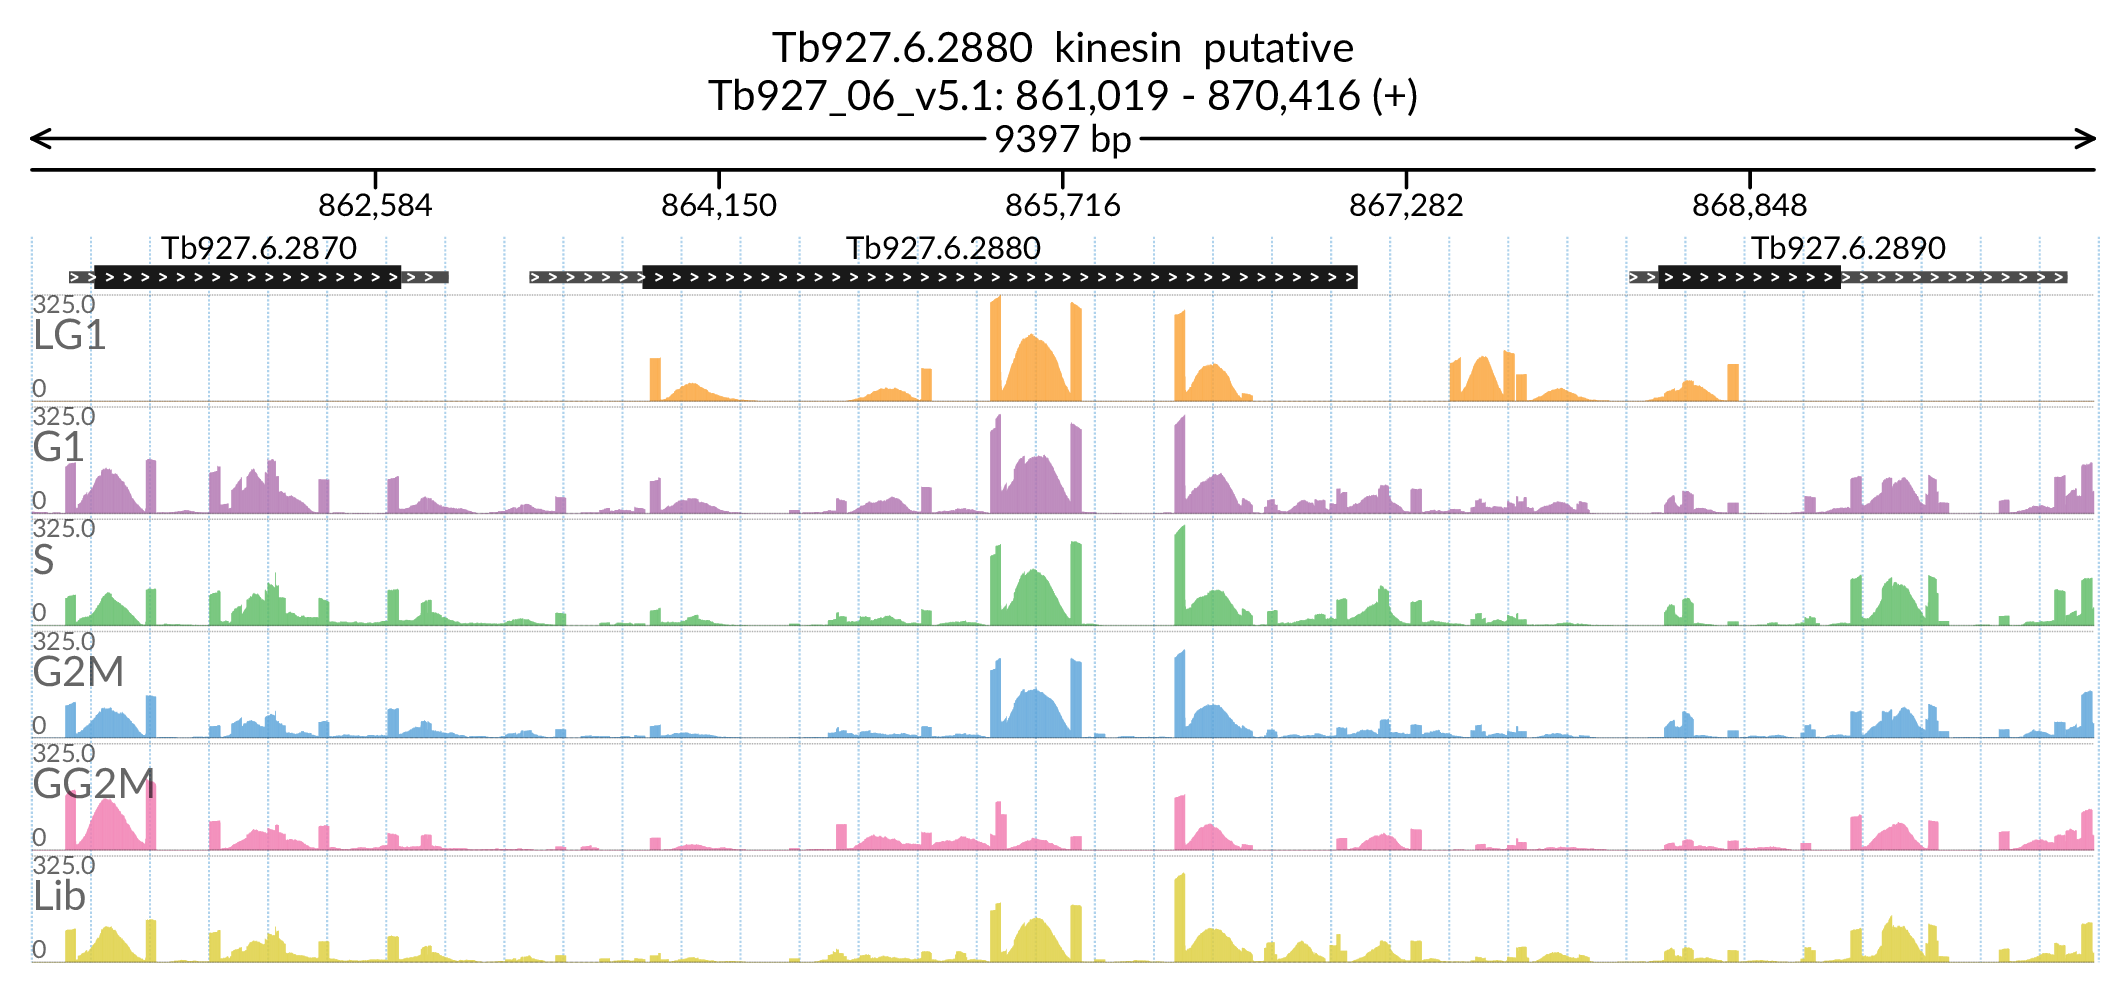 Tb927.6.2880 kinesin putative
Tb927_06_v5.1: 861,019 - 870,416 (+)
9397 bp
862,584 864,150 865,716 867,282 868,848
Tb927.6.2870 Tb927.6.2880 Tb927.6.2890
325.0
LG1
0
325.0
G1
0
325.0
S
0
325.0
G2M
0
325.0
GG2M
0
325.0
Lib
0